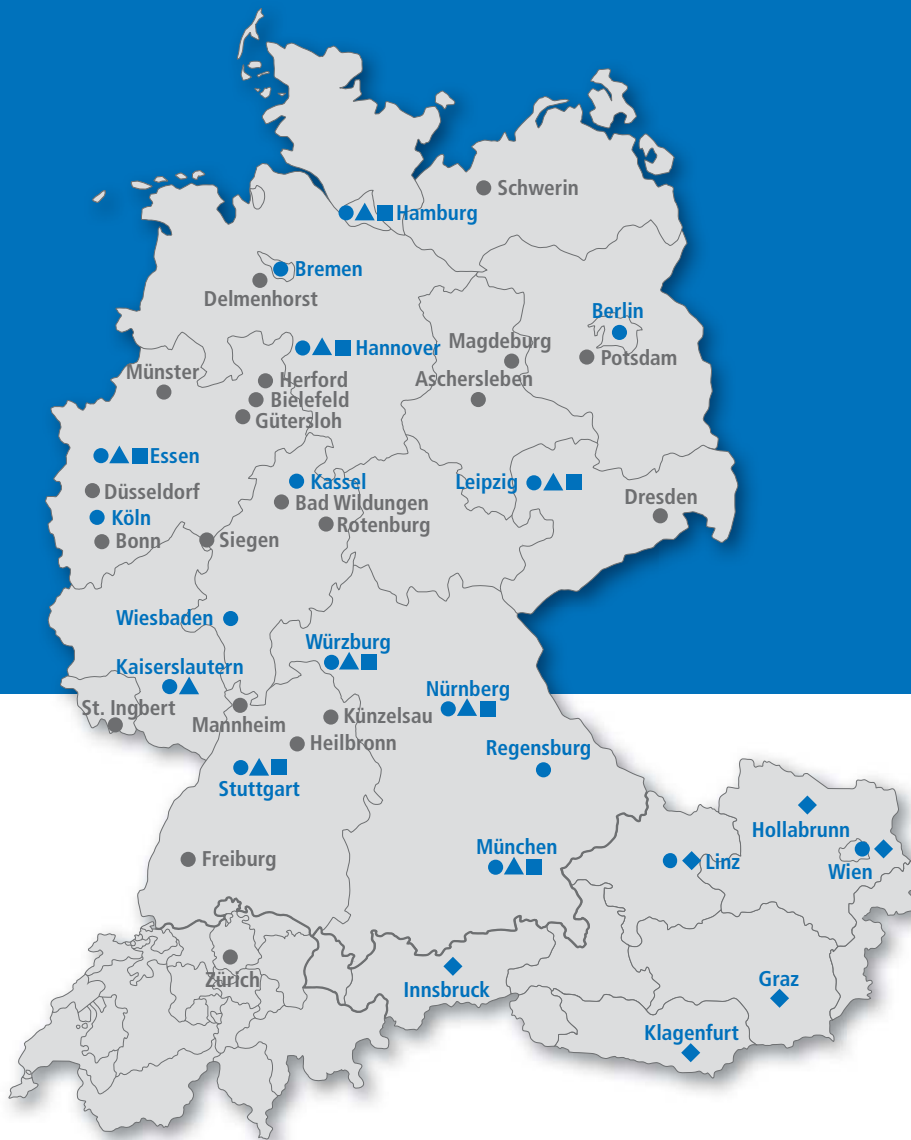 Schwerin
Hamburg
Bremen
Delmenhorst
Berlin
Hannover
Magdeburg
Potsdam
Münster
Herford
Aschersleben
Bielefeld
Gütersloh
Essen
Kassel
Leipzig
Düsseldorf
Bad Wildungen
Dresden
Köln
Rotenburg
Bonn
Siegen
Wiesbaden
Würzburg
Kaiserslautern
Nürnberg
St. Ingbert
Mannheim
Künzelsau
Heilbronn
Regensburg
Stuttgart
Hollabrunn
München
Freiburg
Linz
Wien
Zürich
Innsbruck
Graz
Klagenfurt